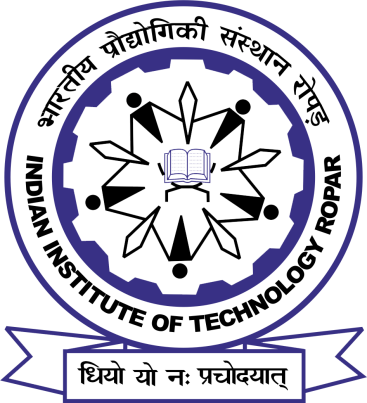 भारतीय प्रौद्योगिकी संस्थान रोपड़
INDIAN INSTITUTE OF TECHNOLOGY ROPAR
धियो यो नः प्रचोदयात्